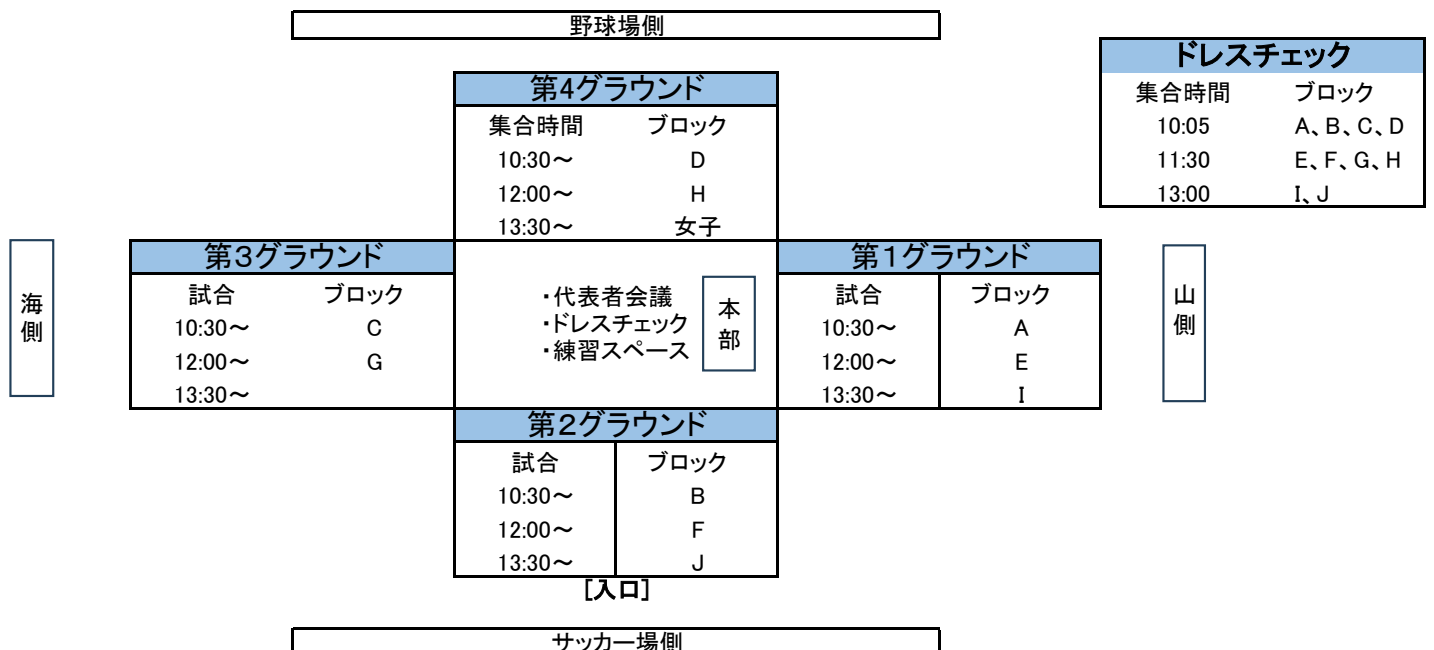 野球場側
ドレスチェック
集合時間 ブロック
10:05 A、B、C、D
11:30 E、F、G、H
13:00 I、J
第4グラウンド
集合時間 ブロック
10:30～ D
12:00～ H
13:30～ 女子
海側
第3グラウンド
試合 ブロック
10:30～ C
12:00～ G
13:30～
・代表者会議
・ドレスチェック
・練習スペース
本部
第1グラウンド
試合 ブロック
10:30～ A
12:00～ E
13:30～ I
山側
第2グラウンド
試合 ブロック
10:30～ B
12:00～ F
13:30～ J
[入口]
サッカー場側